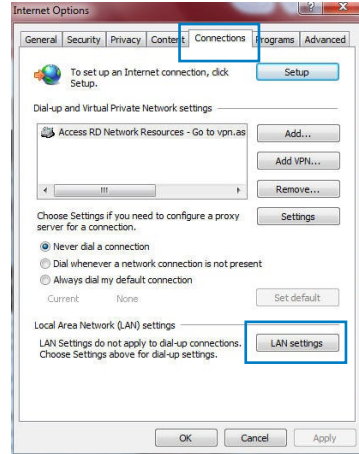 Internet Options
General Security Privacy Content Connections Programs Advanced
To set up an Internet connection, click
Setup.
Setup
Dial-up and Virtual Private Network settings
Access RD Network Resources - Go to vpn.as
Add...
Add VPN...
Remove...
Choose Settings if you need to configure a proxy
server for a connection.
Settings
Never dial a connection
Dial whenever a network connection is not present
Always dial my default connection
Current None
Set default
Local Area Network (LAN) settings
LAN Settings do not apply to dial-up connections.
Choose Settings above for dial-up settings.
LAN settings
OK Cancel Apply